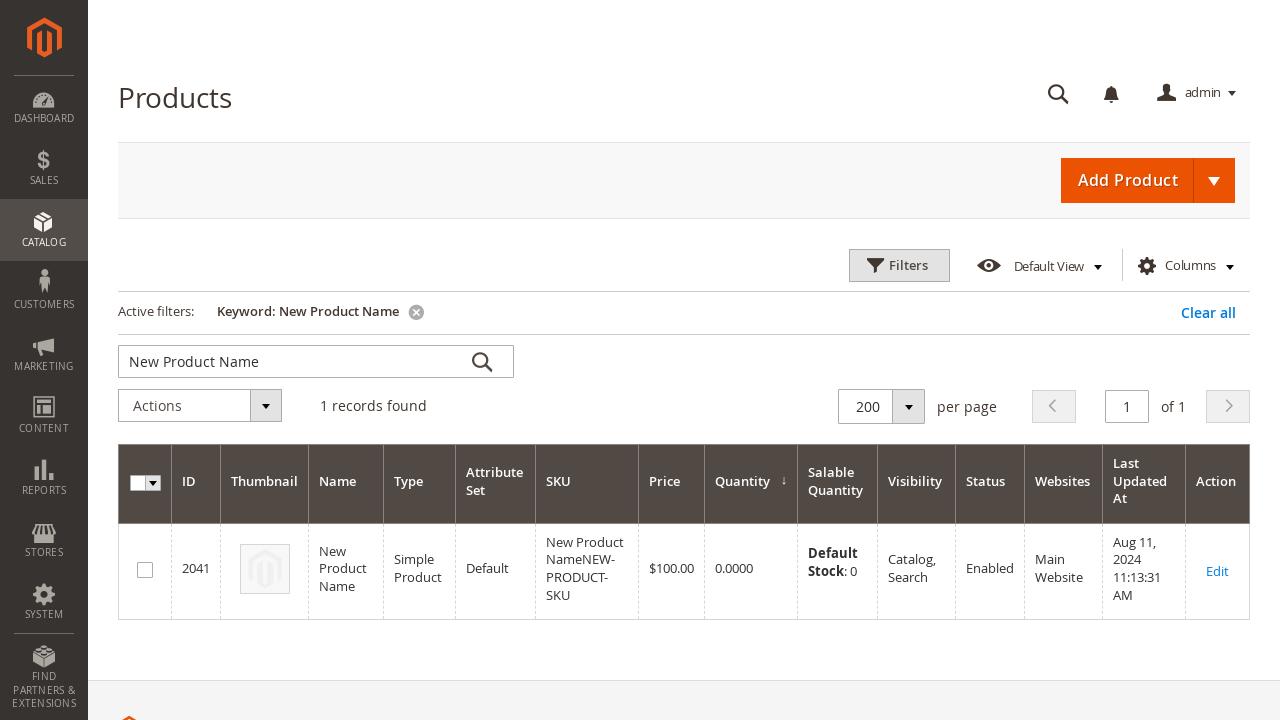 Products
admin
DASHBOARD
SALES
CATALOG
CUSTOMERS
MARKETING
CONTENT
REPORTS
STORES
SYSTEM
FIND
PARTNERS &
EXTENSIONS
Add Product
Filters
Default View
Columns
Active filters:
Keyword: New Product Name
Clear all
New Product Name
Actions
1 records found
200
per page
1
of 1
ID
Thumbnail
Name
Type
Attribute
Set
SKU
Price
Quantity ↓
Salable
Quantity
Visibility
Status
Websites
Last
Updated
At
Action
2041
New
Product
Name
Simple
Product
Default
New Product
NameNEW-
PRODUCT-
SKU
$100.00
0.0000
Default
Stock: 0
Catalog,
Search
Enabled
Main
Website
Aug 11,
2024
11:13:31
AM
Edit